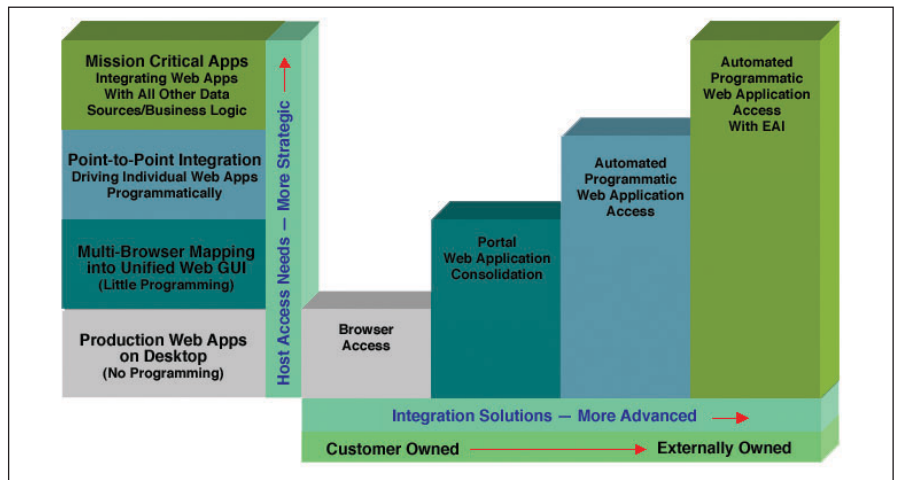 Mission Critical Apps
Integrating Web Apps
With All Other Data
Sources/Business Logic
Point-to-Point Integration
Driving Individual Web Apps
Programmatically
Multi-Browser Mapping
into Unified Web GUI
(Little Programming)
Production Web Apps
on Desktop
(No Programming)
Host Access Needs — More Strategic
Browser
Access
Portal
Web Application
Consolidation
Automated
Programmatic
Web Application
Access
Automated
Programmatic
Web Application
Access
With EAI
Integration Solutions — More Advanced
Customer Owned
Externally Owned